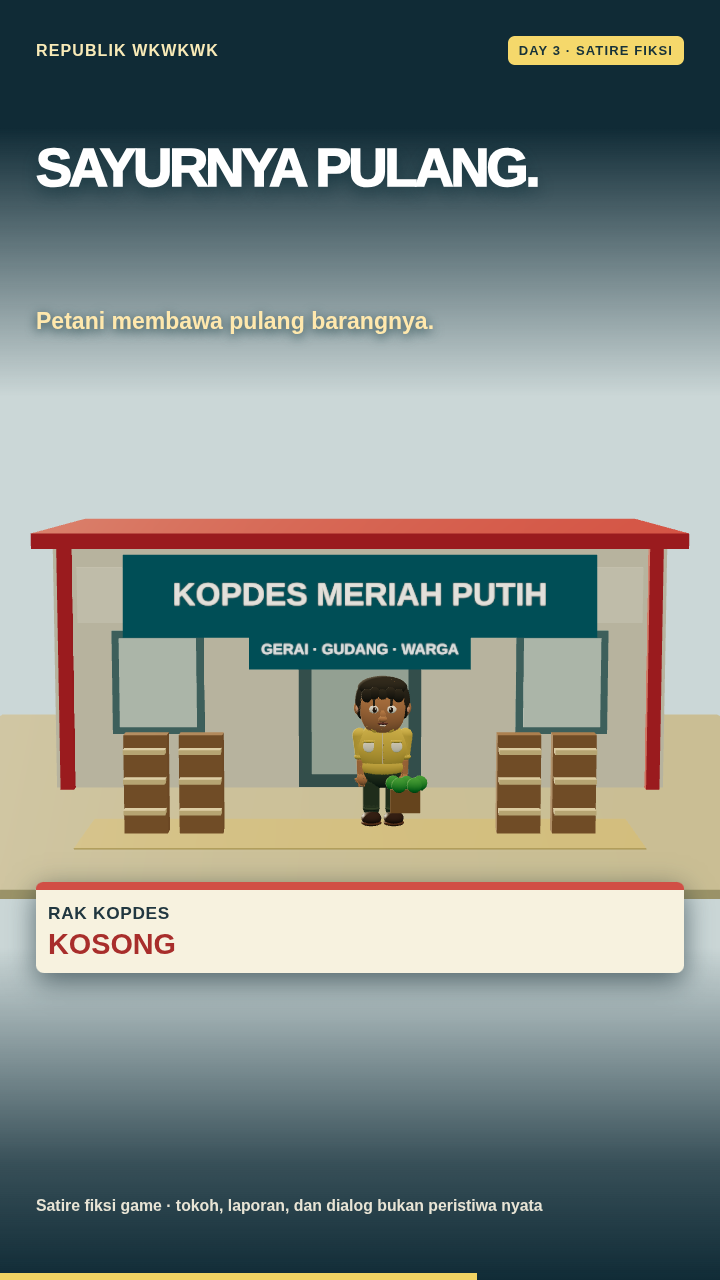 REPUBLIK WKWKWK
DAY 3 · SATIRE FIKSI
SAYURNYA PULANG.
Petani membawa pulang barangnya.
KOPDES MERIAH PUTIH
GERAI · GUDANG · WARGA
RAK KOPDES
KOSONG
Satire fiksi game · tokoh, laporan, dan dialog bukan peristiwa nyata